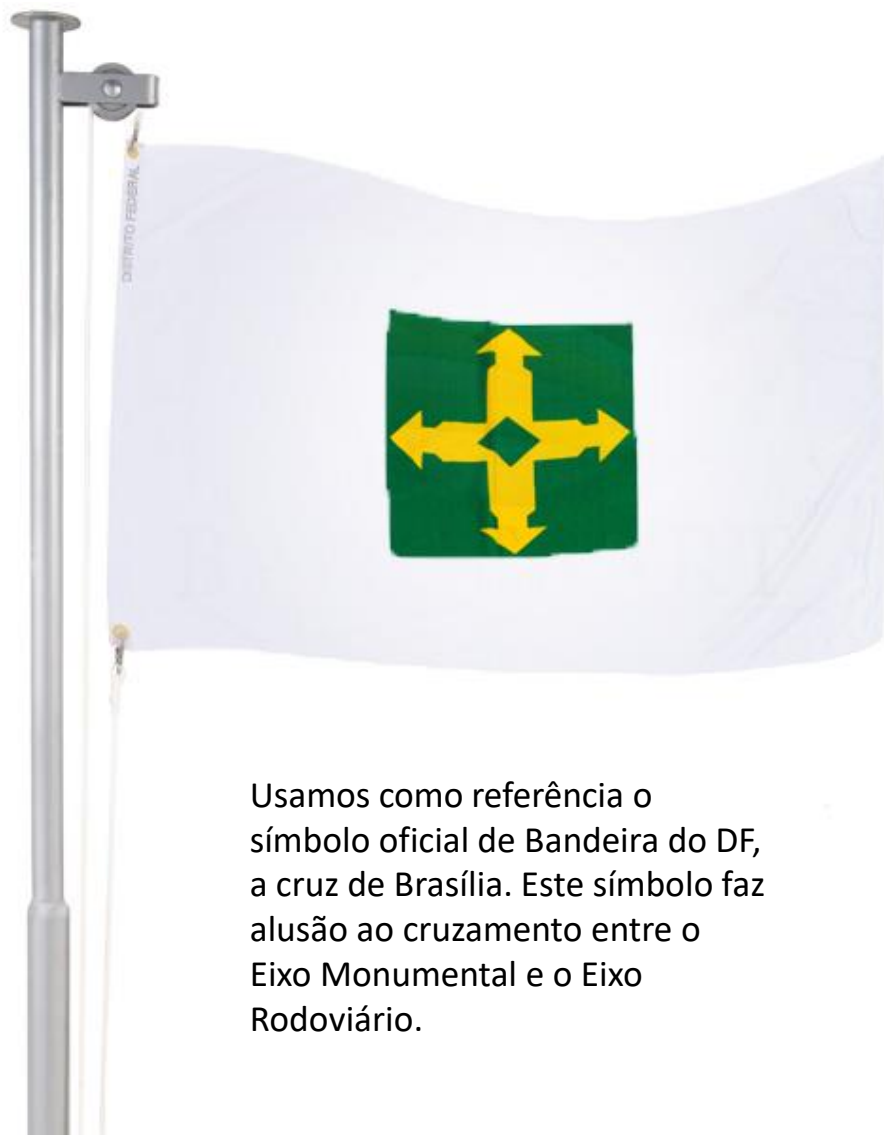 DISTRITO FEDERAL
Usamos como referência o
símbolo oficial de Bandeira do DF,
a cruz de Brasília. Este símbolo faz
alusão ao cruzamento entre o
Eixo Monumental e o Eixo
Rodoviário.